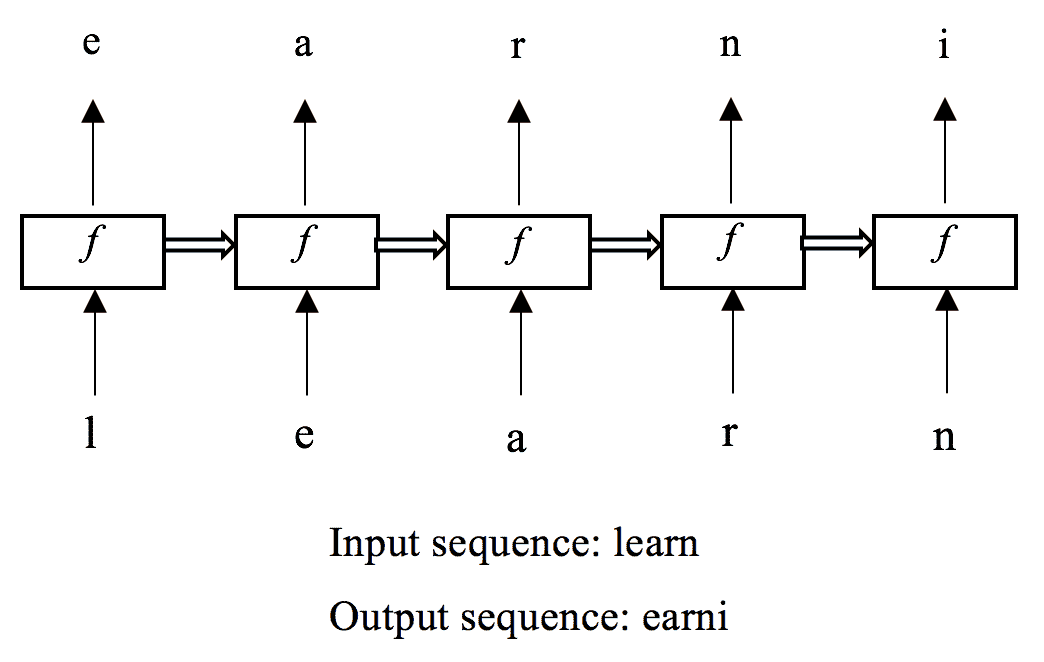 e a r n i
f f f f f
l e a r n
Input sequence: learn
Output sequence: earni